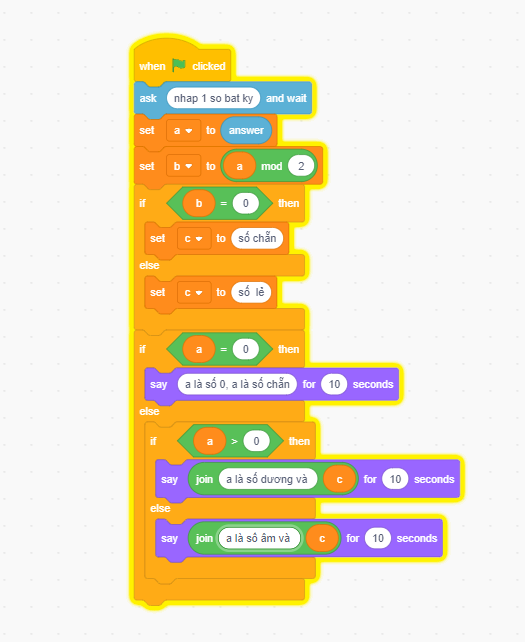 when clicked
ask nhap 1 so bat ky and wait
set a to answer
set b to a mod 2
if b = 0 then
set c to số chẵn
else
set c to số lẻ
if a = 0 then
say a là số 0, a là số chẵn for 10 seconds
else
if a > 0 then
say join a là số dương và c for 10 seconds
else
say join a là số âm và c for 10 seconds